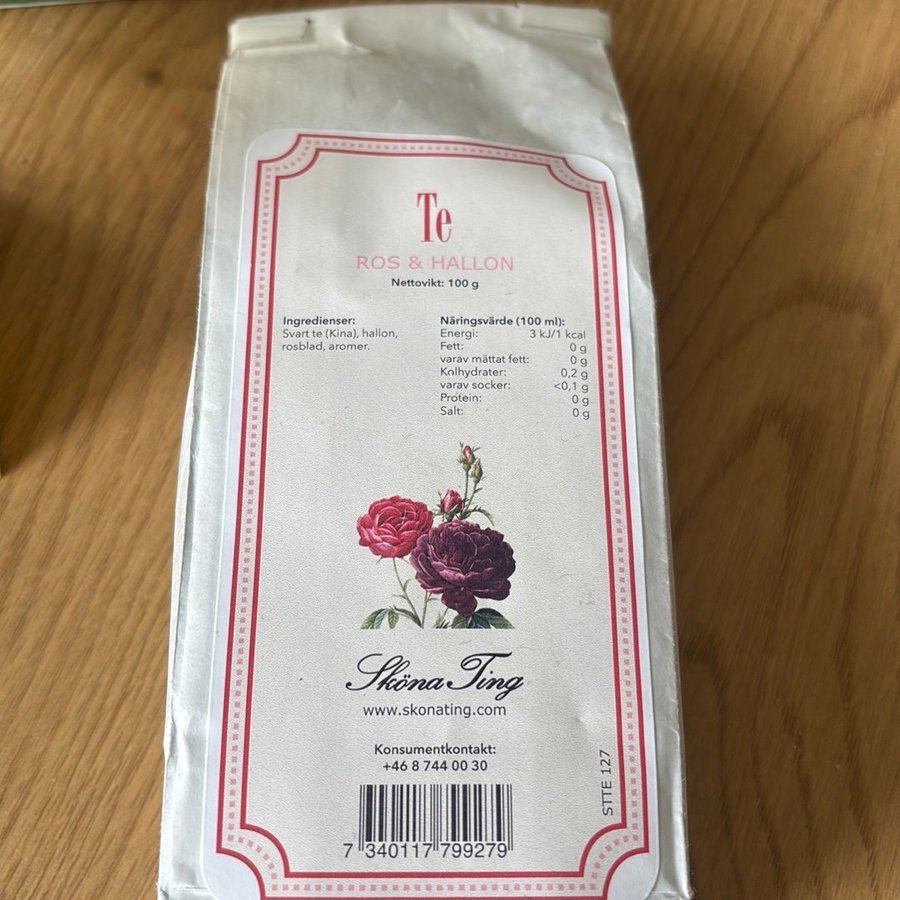 Te
ROS & HALLON
Nettovikt: 100 g
Ingredienser:
Svart te (Kina), hallon,
rosblad, aromer.
Näringsvärde (100 ml):
Energi: 3 kJ/1 kcal
Fett: 0 g
varav mättat fett: 0 g
Knlhydrater: 0,2 g
varav socker: <0,1 g
Protein: 0 g
Salt: 0 g
Sköna Ting
www.skonating.com
Konsumentkontakt:
+46 8 744 00 30
7 340117 799279
STTE 127